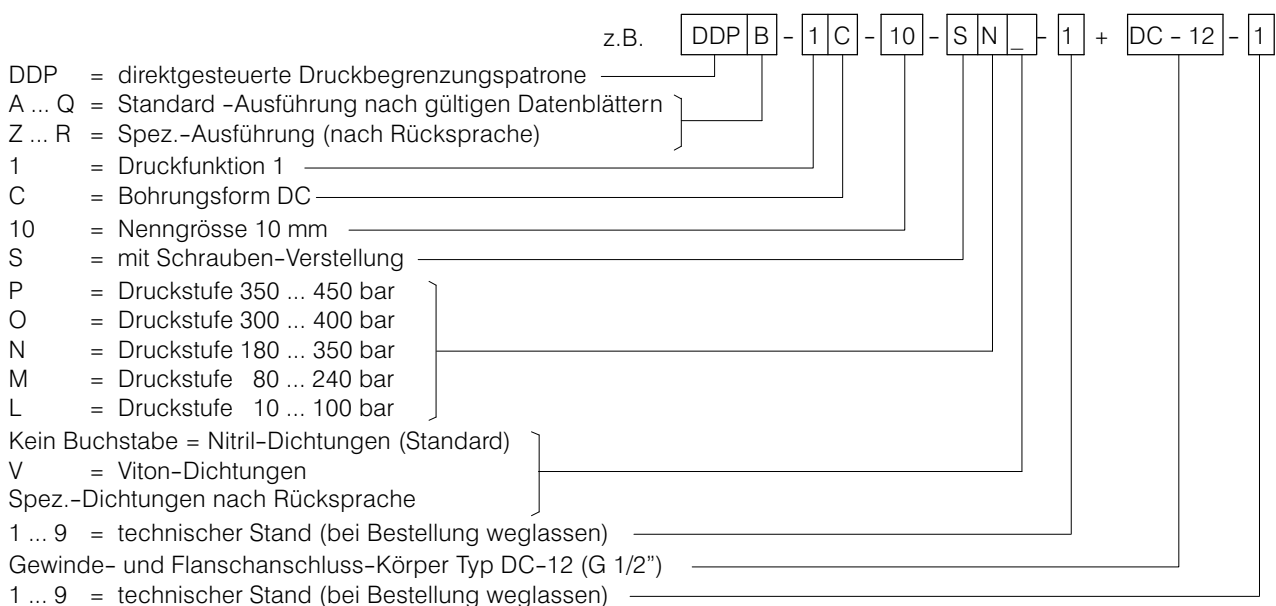 z.B. DDP B - 1 C - 10 - S N _ - 1 + DC - 12 - 1
DDP = direktgesteuerte Druckbegrenzungspatrone
A ... Q = Standard -Ausführung nach gültigen Datenblättern
Z ... R = Spez.-Ausführung (nach Rücksprache)
1 = Druckfunktion 1
C = Bohrungsform DC
10 = Nenngrösse 10 mm
S = mit Schrauben-Verstellung
P = Druckstufe 350 ... 450 bar
O = Druckstufe 300 ... 400 bar
N = Druckstufe 180 ... 350 bar
M = Druckstufe 80 ... 240 bar
L = Druckstufe 10 ... 100 bar
Kein Buchstabe = Nitril-Dichtungen (Standard)
V = Viton-Dichtungen
Spez.-Dichtungen nach Rücksprache
1 ... 9 = technischer Stand (bei Bestellung weglassen)
Gewinde- und Flanschanschluss-Körper Typ DC-12 (G 1/2”)
1 ... 9 = technischer Stand (bei Bestellung weglassen)